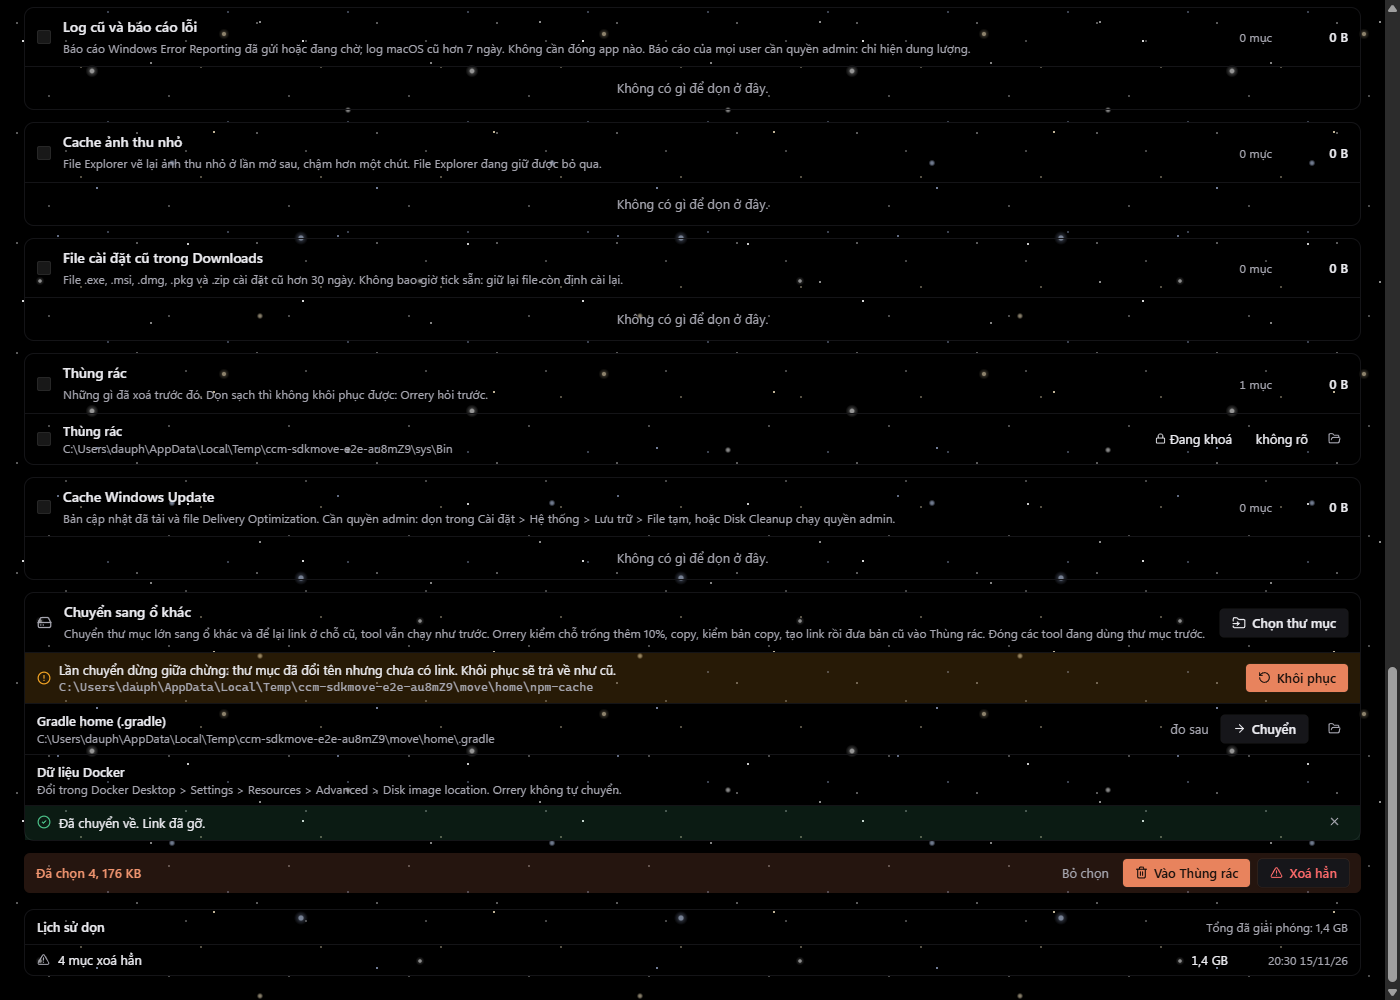 Log cũ và báo cáo lỗi
Báo cáo Windows Error Reporting đã gửi hoặc đang chờ; log macOS cũ hơn 7 ngày. Không cần đóng app nào. Báo cáo của mọi user cần quyền admin: chỉ hiện dung lượng.
0 mục
0 B
Không có gì để dọn ở đây.
Cache ảnh thu nhỏ
File Explorer vẽ lại ảnh thu nhỏ ở lần mở sau, chậm hơn một chút. File Explorer đang giữ được bỏ qua.
0 mục
0 B
Không có gì để dọn ở đây.
File cài đặt cũ trong Downloads
File .exe, .msi, .dmg, .pkg và .zip cài đặt cũ hơn 30 ngày. Không bao giờ tick sẵn: giữ lại file còn định cài lại.
0 mục
0 B
Không có gì để dọn ở đây.
Thùng rác
Những gì đã xoá trước đó. Dọn sạch thì không khôi phục được: Orrery hỏi trước.
1 mục
0 B
Thùng rác
C:\Users\dauph\AppData\Local\Temp\ccm-sdkmove-e2e-au8mZ9\sys\Bin
Đang khoá
không rõ
Cache Windows Update
Bản cập nhật đã tải và file Delivery Optimization. Cần quyền admin: dọn trong Cài đặt > Hệ thống > Lưu trữ > File tạm, hoặc Disk Cleanup chạy quyền admin.
0 mục
0 B
Không có gì để dọn ở đây.
Chuyển sang ổ khác
Chuyển thư mục lớn sang ổ khác và để lại link ở chỗ cũ, tool vẫn chạy như trước. Orrery kiểm chỗ trống thêm 10%, copy, kiểm bản copy, tạo link rồi đưa bản cũ vào Thùng rác. Đóng các tool đang dùng thư mục trước.
Chọn thư mục
Lần chuyển dừng giữa chừng: thư mục đã đổi tên nhưng chưa có link. Khôi phục sẽ trả về như cũ.
C:\Users\dauph\AppData\Local\Temp\ccm-sdkmove-e2e-au8mZ9\move\home\npm-cache
Khôi phục
Gradle home (.gradle)
C:\Users\dauph\AppData\Local\Temp\ccm-sdkmove-e2e-au8mZ9\move\home\.gradle
đo sau
Chuyển
Dữ liệu Docker
Đổi trong Docker Desktop > Settings > Resources > Advanced > Disk image location. Orrery không tự chuyển.
Đã chuyển về. Link đã gỡ.
Đã chọn 4, 176 KB
Bỏ chọn
Vào Thùng rác
Xoá hẳn
Lịch sử dọn
Tổng đã giải phóng: 1,4 GB
4 mục xoá hẳn
1,4 GB
20:30 15/11/26